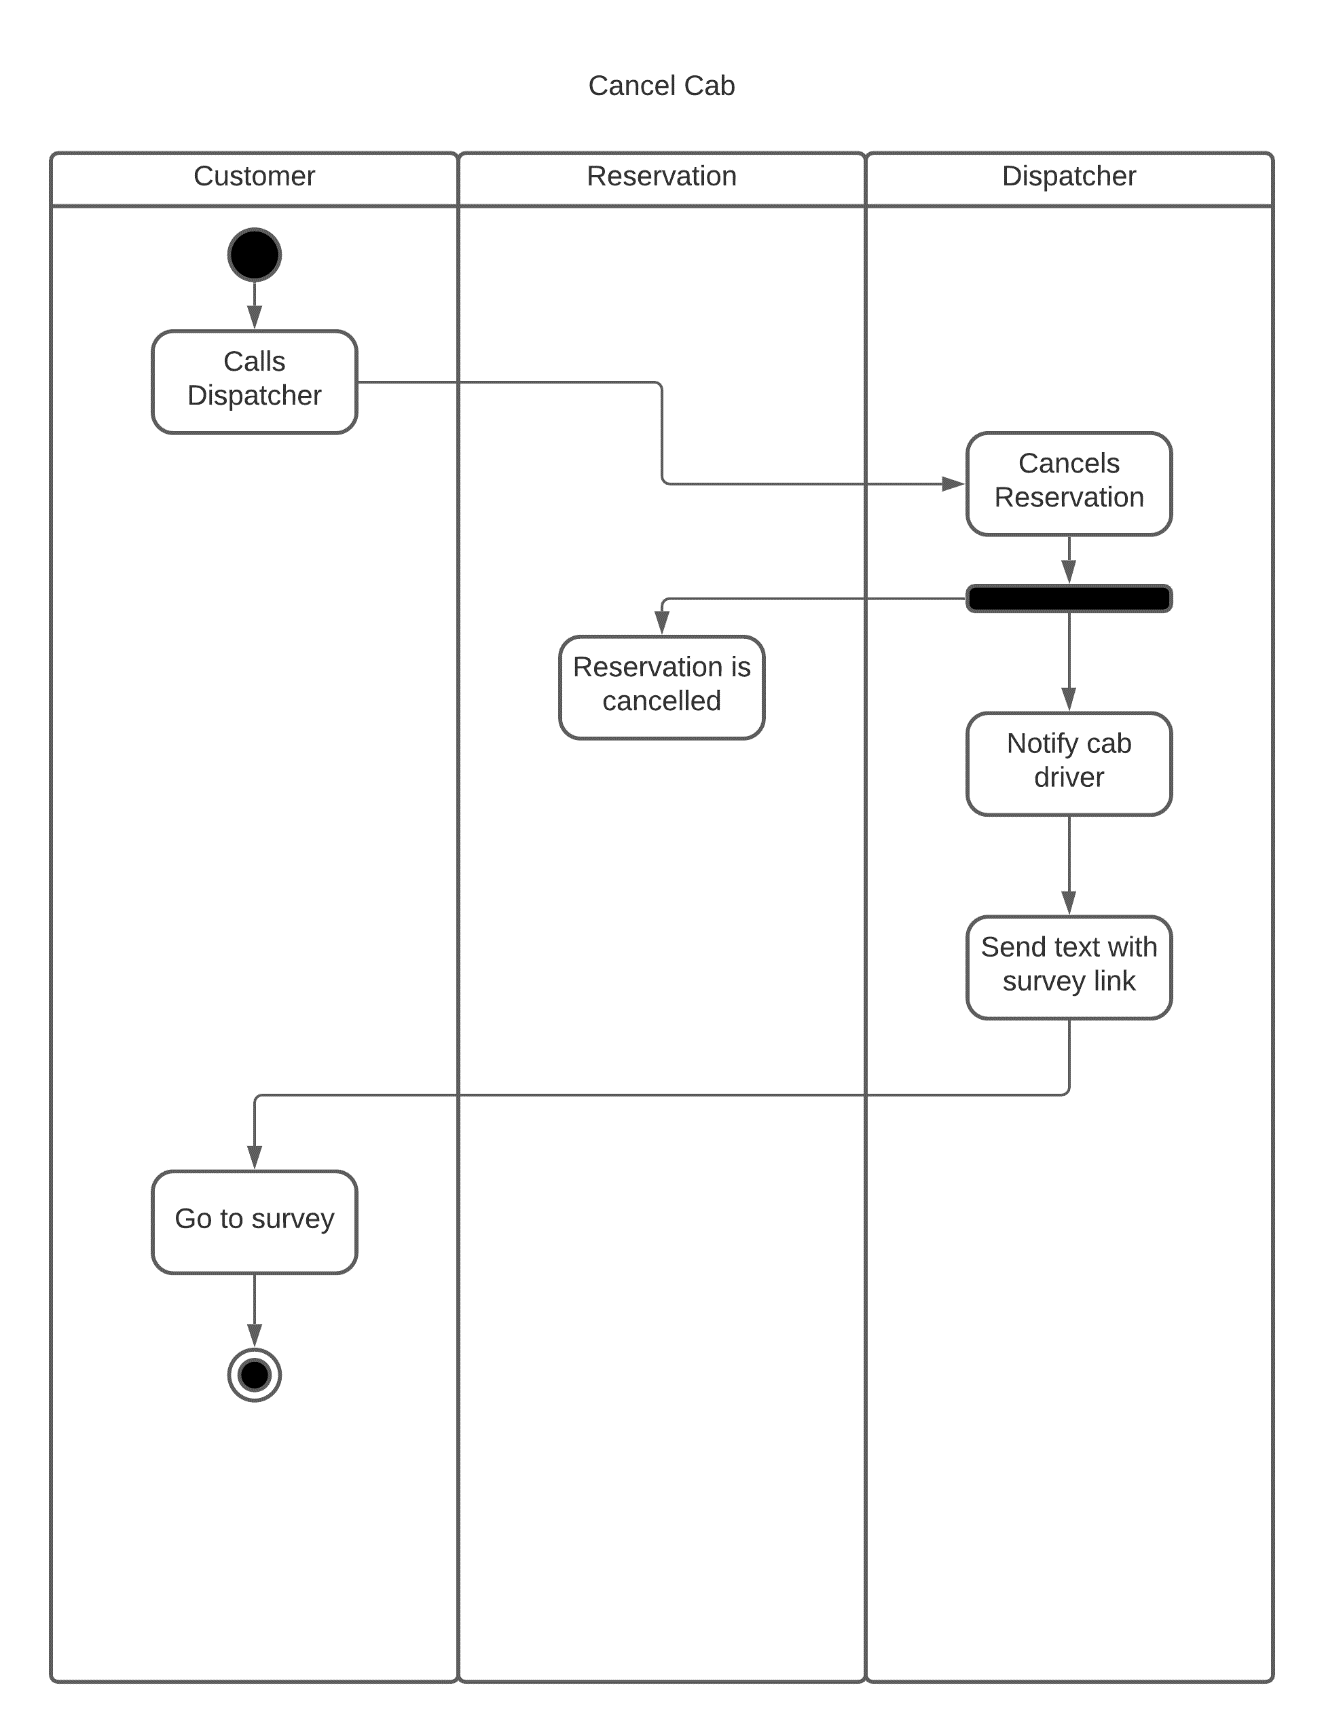 Cancel Cab
Customer
Reservation
Dispatcher
Calls
Dispatcher
Cancels
Reservation
Reservation is
cancelled
Notify cab
driver
Send text with
survey link
Go to survey